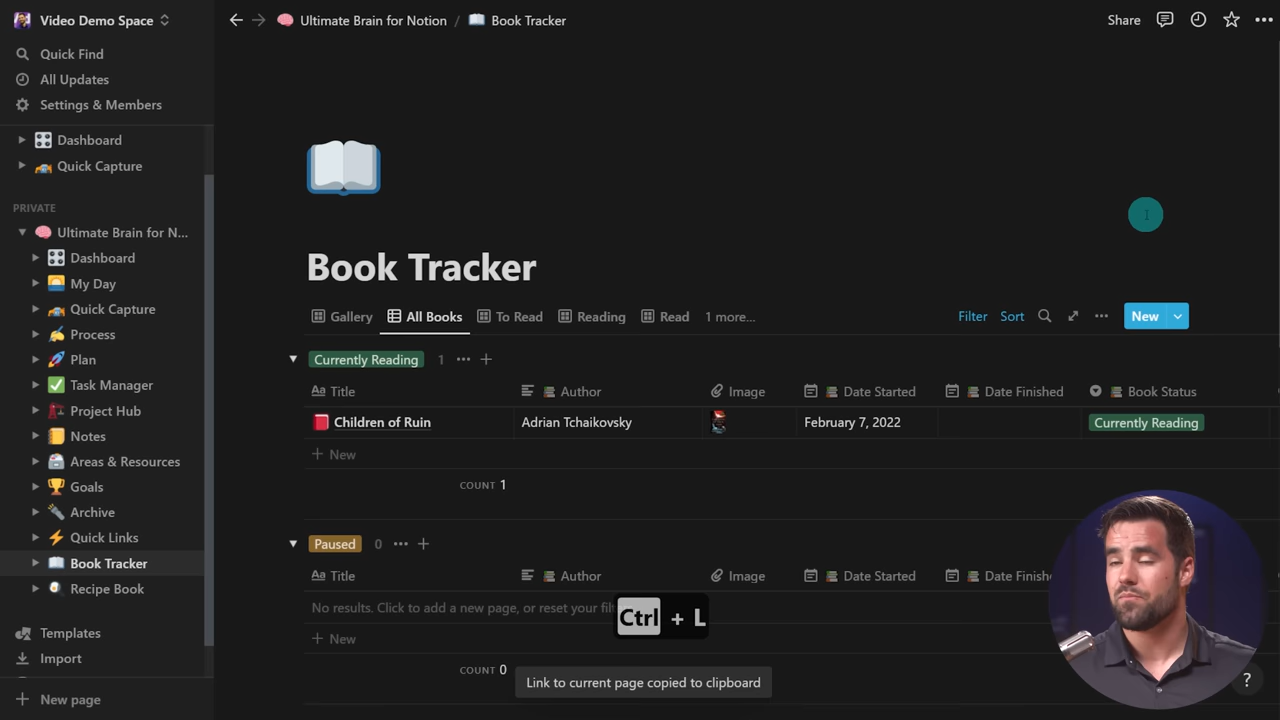 Video Demo Space
Ultimate Brain for Notion / Book Tracker
Share
Quick Find
All Updates
Settings & Members
Dashboard
Quick Capture
PRIVATE
Ultimate Brain for N...
Dashboard
My Day
Quick Capture
Process
Plan
Task Manager
Project Hub
Notes
Areas & Resources
Goals
Archive
Quick Links
Book Tracker
Recipe Book
Templates
Import
New page
Book Tracker
Gallery All Books To Read Reading Read 1 more...
Filter Sort New
Currently Reading 1
Aa Title Author Image Date Started Date Finished Book Status
Children of Ruin Adrian Tchaikovsky February 7, 2022 Currently Reading
+ New
COUNT 1
Paused 0
Aa Title Author Image Date Started Date Finishe
No results. Click to add a new page, or reset your fil
+ New
COUNT 0
Ctrl + L
Link to current page copied to clipboard
?